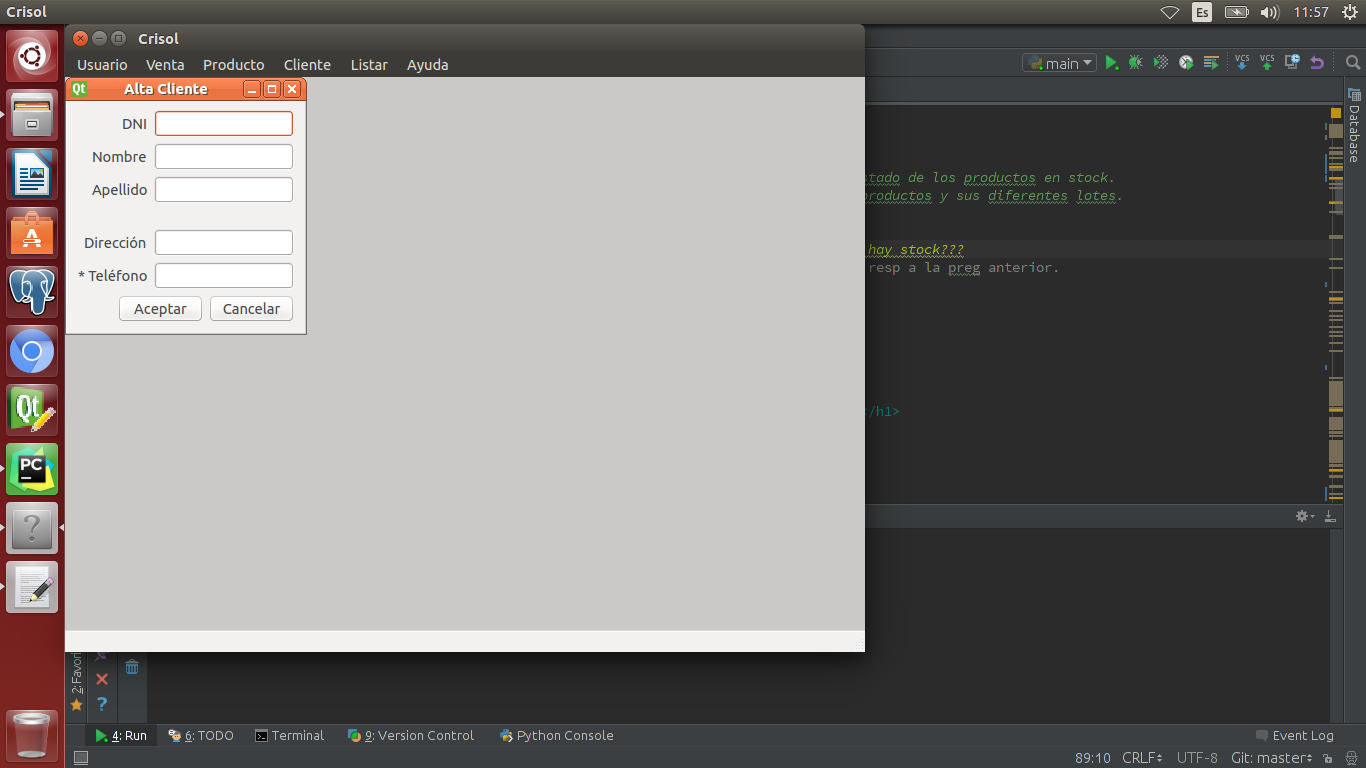 Crisol
Es
11:57
Crisol
Usuario Venta Producto Cliente Listar Ayuda
main
VCS VCS
Qt Alta Cliente
DNI
Nombre
Apellido
Dirección
* Teléfono
Aceptar Cancelar
Database
stado de los productos en stock.
productos y sus diferentes lotes.
hay stock???
resp a la preg anterior.
/h1>
A
Qt
PC
?
2: Favori
?
4: Run 6: TODO Terminal 9: Version Control Python Console Event Log
89:10 CRLF UTF-8 Git: master